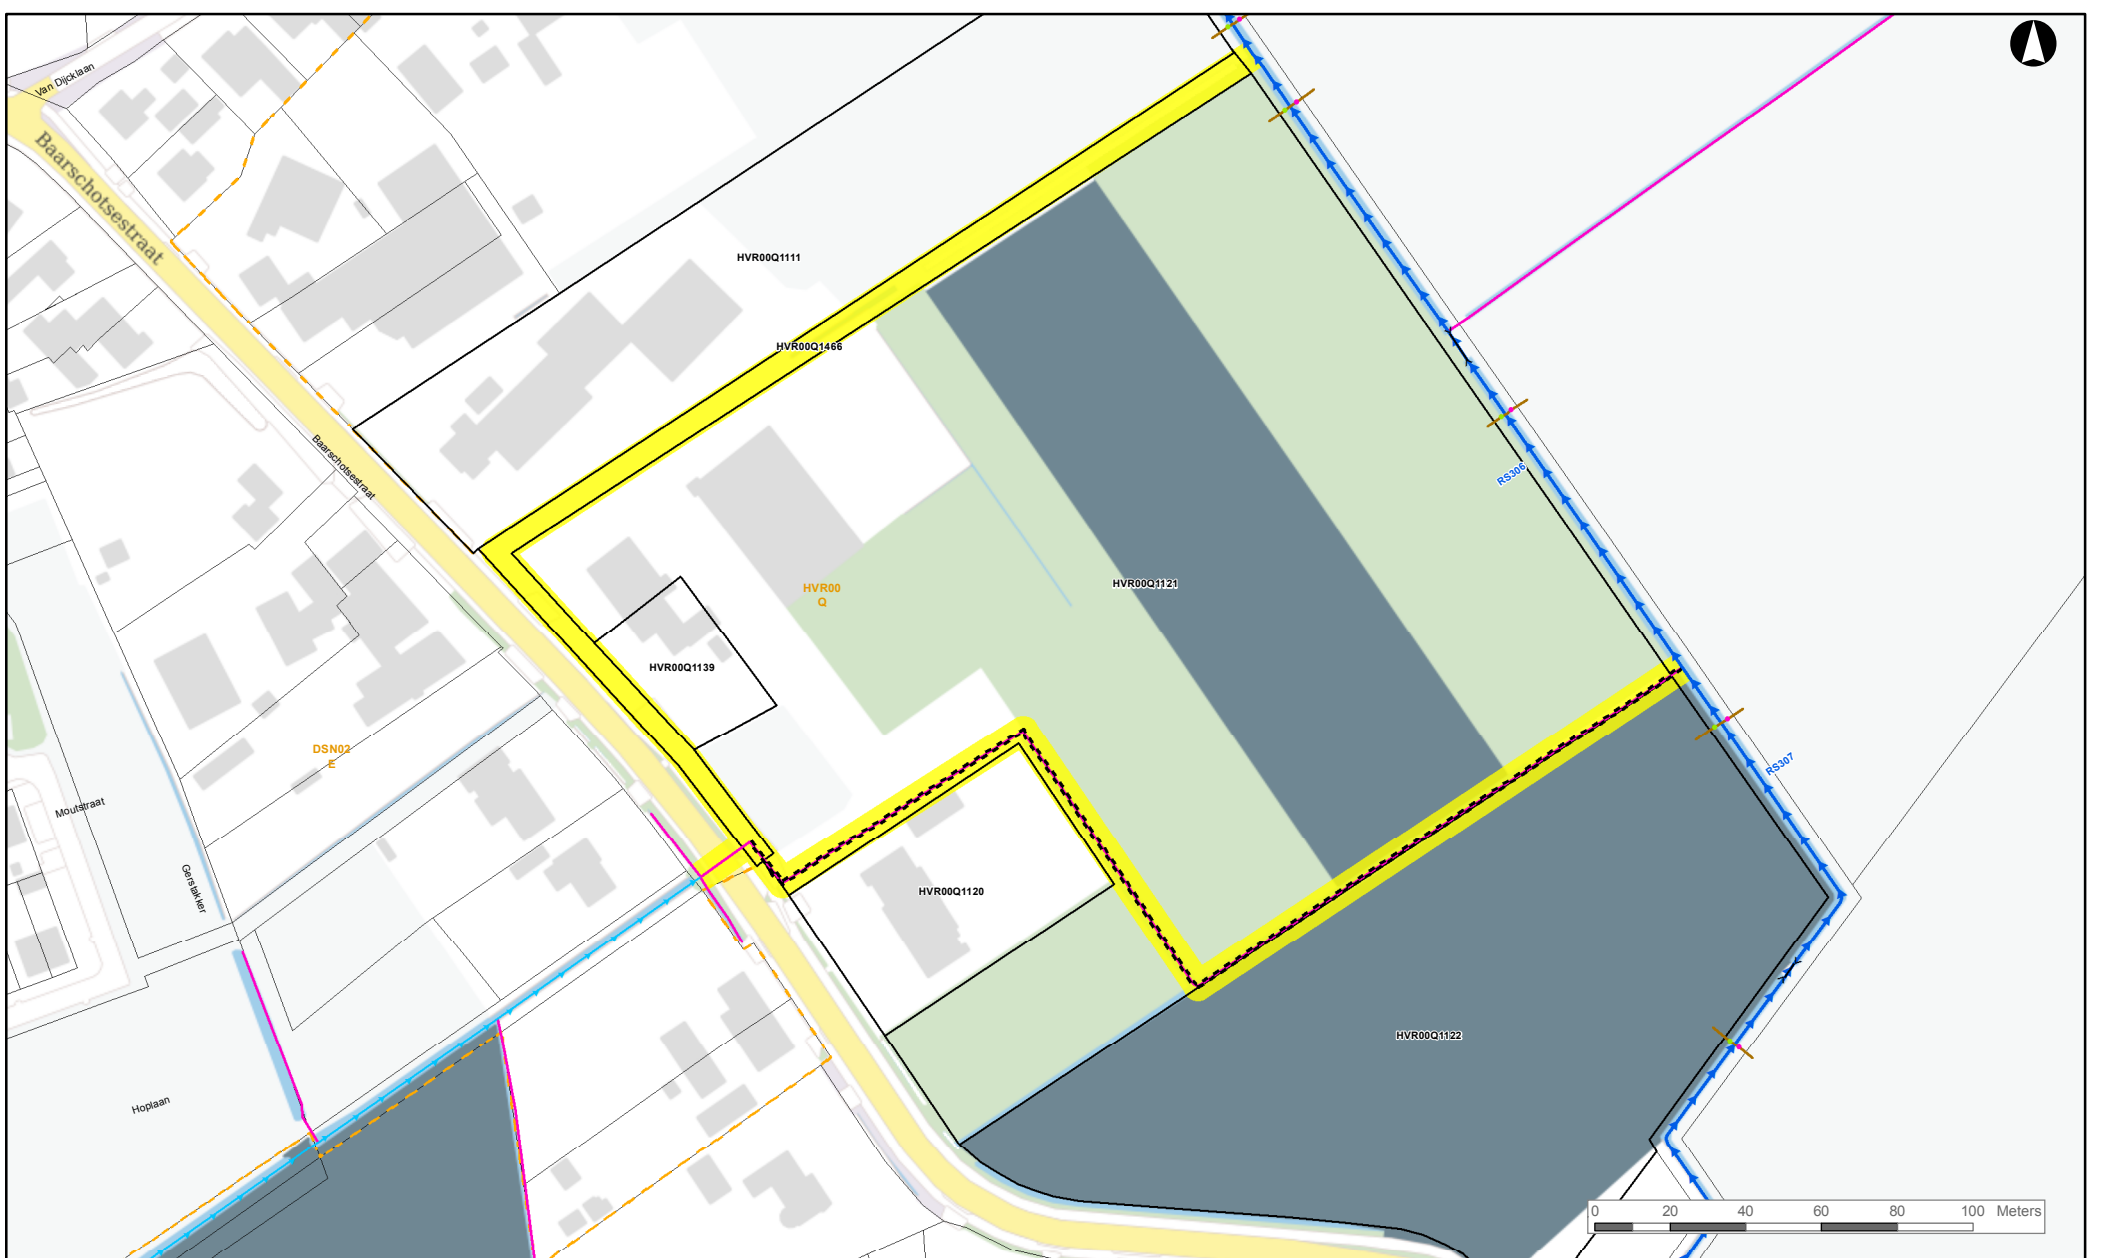 Van Dijcklaan
Baarschotsestraat
HVR00Q1111
HVR00Q1466
Baarschotsestraat
RS306
HVR00Q1121
HVR00
Q
HVR00Q1139
DSN02
E
RS307
Moutstraat
Gerstakker
HVR00Q1120
HVR00Q1122
Hoplaan
0 20 40 60 80 100 Meters